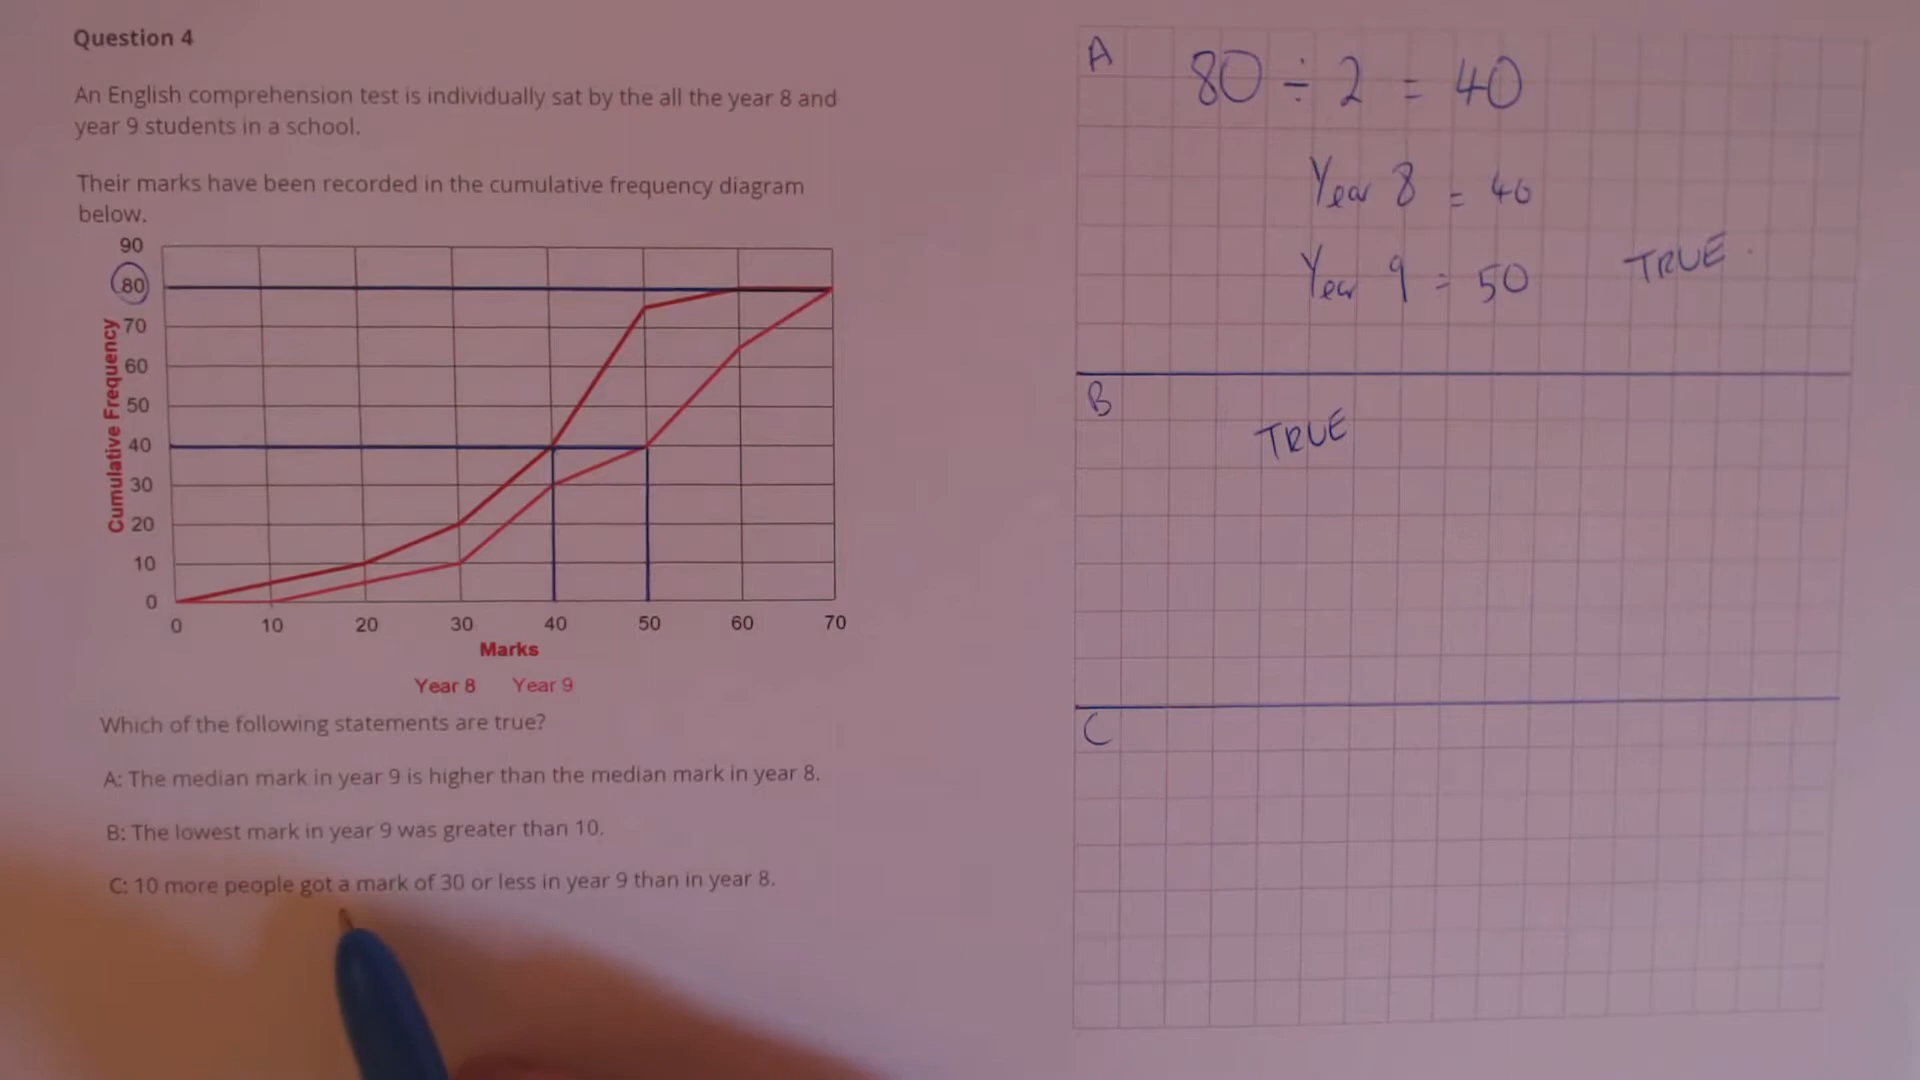 Question 4
An English comprehension test is individually sat by the all the year 8 and
year 9 students in a school.
Their marks have been recorded in the cumulative frequency diagram
below.
90
80
70
60
50
40
30
20
10
0
Cumulative Frequency
0 10 20 30 40 50 60 70
Marks
Year 8 Year 9
Which of the following statements are true?
A: The median mark in year 9 is higher than the median mark in year 8.
B: The lowest mark in year 9 was greater than 10.
C: 10 more people got a mark of 30 or less in year 9 than in year 8.
A
80 ÷ 2 = 40
Year 8 = 40
Year 9 = 50 TRUE.
B
TRUE
C